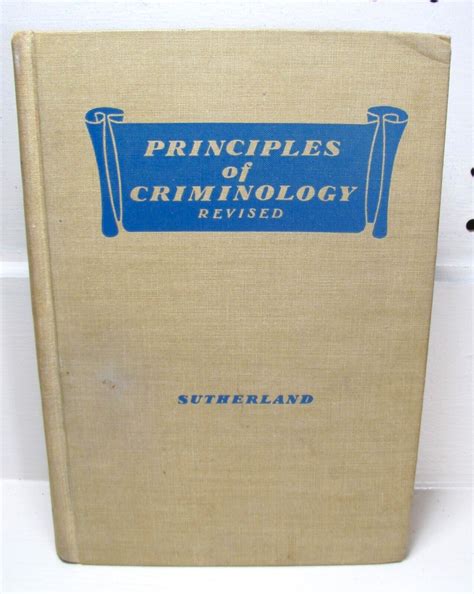 PRINCIPLES
of
CRIMINOLOGY
REVISED
SUTHERLAND